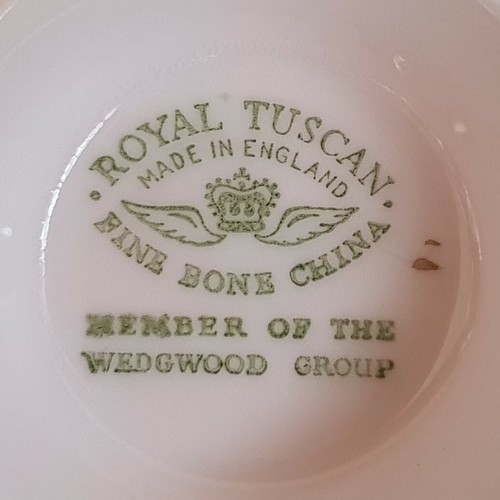 · ROYAL TUSCAN ·
MADE IN ENGLAND
FINE BONE CHINA
MEMBER OF THE
WEDGWOOD GROUP